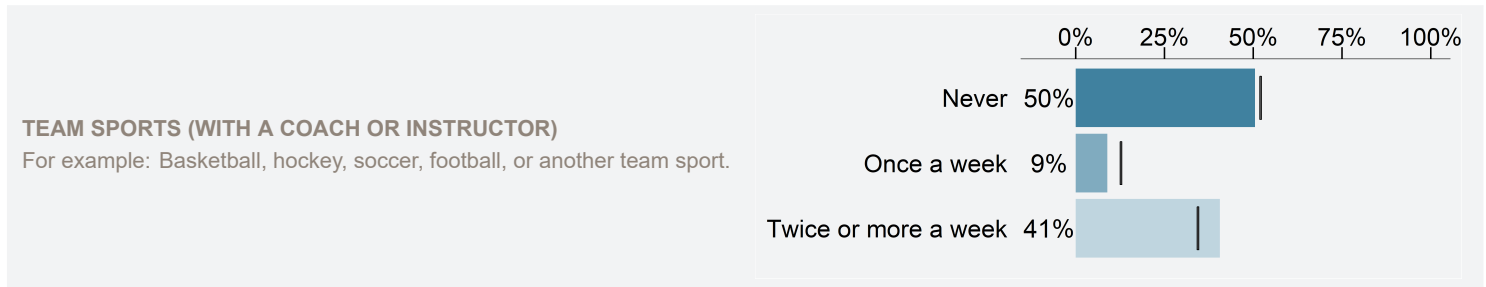 TEAM SPORTS (WITH A COACH OR INSTRUCTOR)
For example: Basketball, hockey, soccer, football, or another team sport.
0% 25% 50% 75% 100%
Never 50%
Once a week 9%
Twice or more a week 41%